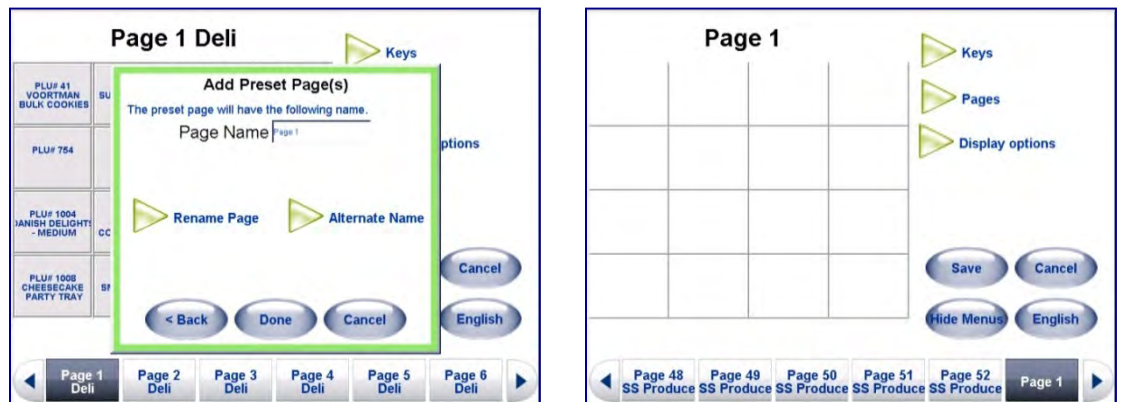 Page 1 Deli
Keys
PLU# 41
VOORTMAN
BULK COOKIES
SU
Add Preset Page(s)
The preset page will have the following name.
Page Name Page 1
PLU# 754
ptions
PLU# 1004
DANISH DELIGHTS
- MEDIUM
CO
Rename Page
Alternate Name
PLU# 1008
CHEESECAKE
PARTY TRAY
SM
Cancel
< Back
Done
Cancel
English
Page 1
Deli
Page 2
Deli
Page 3
Deli
Page 4
Deli
Page 5
Deli
Page 6
Deli
Page 1
Keys
Pages
Display options
Save
Cancel
Hide Menus
English
Page 48
SS Produce
Page 49
SS Produce
Page 50
SS Produce
Page 51
SS Produce
Page 52
SS Produce
Page 1